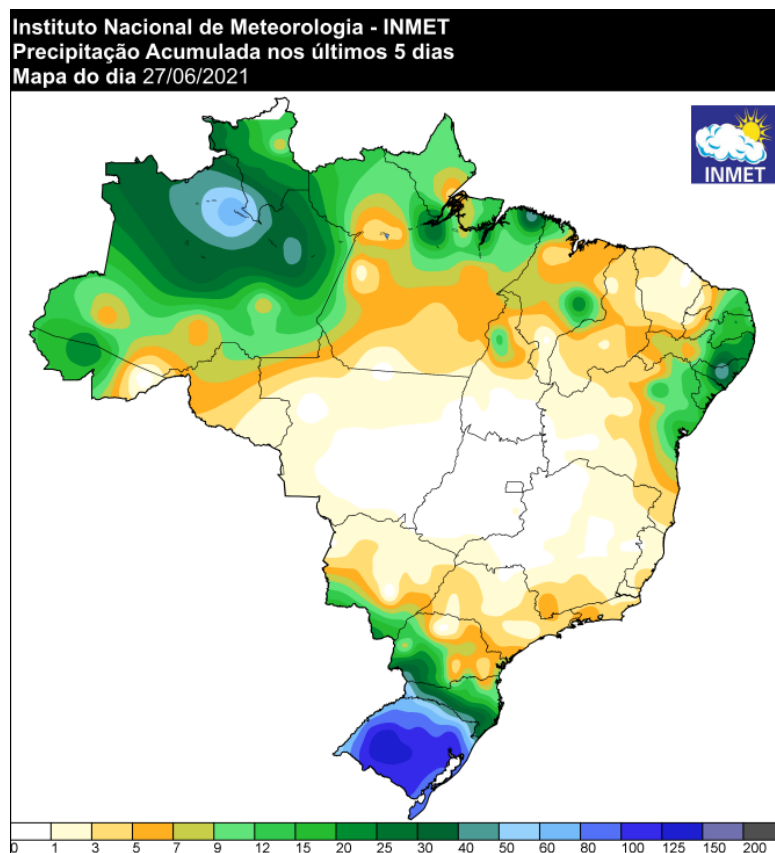 Instituto Nacional de Meteorologia - INMET
Precipitação Acumulada nos últimos 5 dias
Mapa do dia 27/06/2021
INMET
0 1 3 5 7 9 12 15 20 25 30 40 50 60 80 100 125 150 200